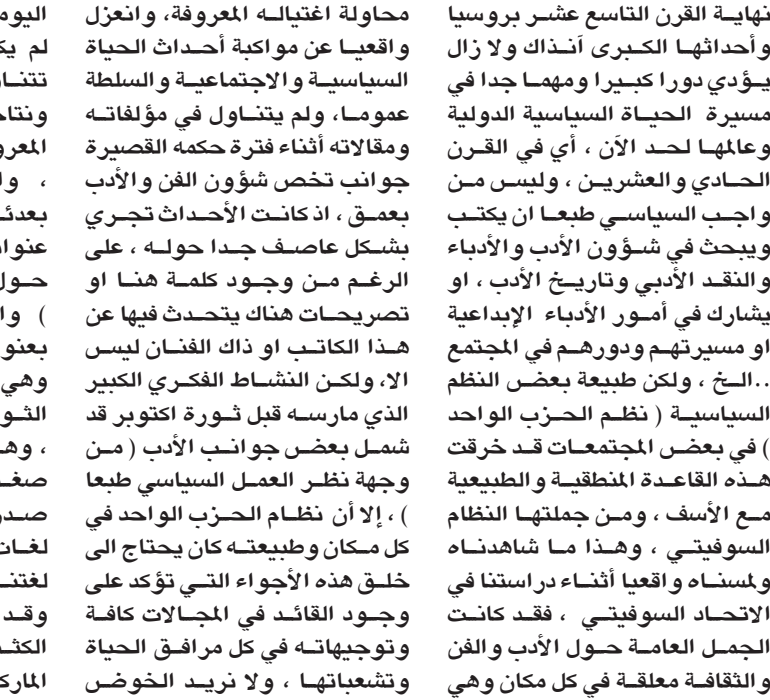 نهاية القرن التاسع عشر بروسيا
وأحداثها الكبرى آنذاك ولا زال
يؤدي دورا كبيرا ومهما جدا في
مسيرة الحياة السياسية الدولية
وعالمها لحد الآن ، أي في القرن
الحادي والعشرين ، وليس من
واجب السياسي طبعا ان يكتب
ويبحث في شؤون الأدب والأدباء
والنقد الأدبي وتاريخ الأدب ، او
يشارك في أمور الأدباء الإبداعية
او مسيرتهم ودورهم في المجتمع
..الخ ، ولكن طبيعة بعض النظم
السياسية ( نظم الحزب الواحد
) في بعض المجتمعات قد خرقت
هذه القاعدة المنطقية والطبيعية
مع الأسف ، ومن جملتها النظام
السوفيتي ، وهذا ما شاهدناه
ولمسناه واقعيا أثناء دراستنا في
الاتحاد السوفيتي ، فقد كانت
الجمل العامة حول الأدب والفن
والثقافة معلقة في كل مكان وهي
محاولة اغتياله المعروفة، وانعزل
واقعيا عن مواكبة أحداث الحياة
السياسية والاجتماعية والسلطة
عموما، ولم يتناول في مؤلفاته
ومقالاته أثناء فترة حكمه القصيرة
جوانب تخص شؤون الفن والأدب
بعمق ، اذ كانت الأحداث تجري
بشكل عاصف جدا حوله ، على
الرغم من وجود كلمة هنا او
تصريحات هناك يتحدث فيها عن
هذا الكاتب او ذاك الفنان ليس
الا، ولكن النشاط الفكري الكبير
الذي مارسه قبل ثورة اكتوبر قد
شمل بعض جوانب الأدب ( من
وجهة نظر العمل السياسي طبعا
) ، إلا أن نظام الحزب الواحد في
كل مكان وطبيعته كان يحتاج الى
خلق هذه الأجواء التي تؤكد على
وجود القائد في المجالات كافة
وتوجيهاته في كل مرافق الحياة
وتشعباتها ، ولا نريد الخوض
اليوم
لم يك
بعدئ
حول
) وا
بعنو
وهي
، وه
لغات
وقد